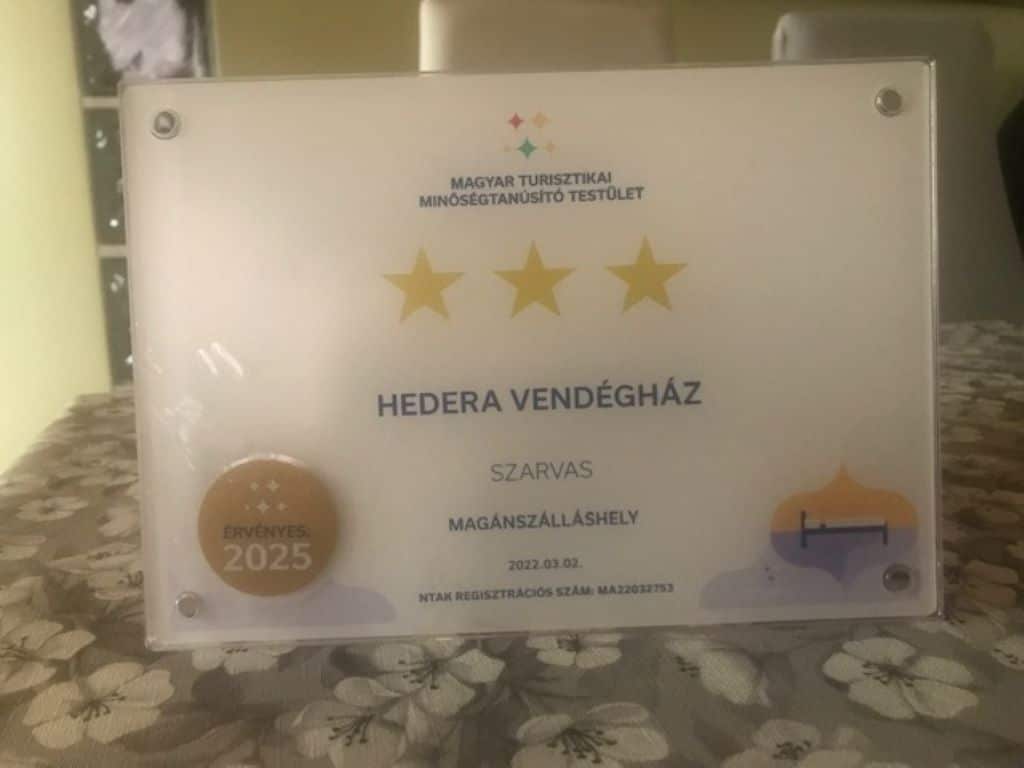 MAGYAR TURISZTIKAI
MINŐSÉGTANÚSÍTÓ TESTÜLET
HEDERA VENDÉGHÁZ
SZARVAS
MAGÁNSZÁLLÁSHELY
2022.03.02.
NTAK REGISZTRÁCIÓS SZÁM: MA22032753
ÉRVÉNYES:
2025